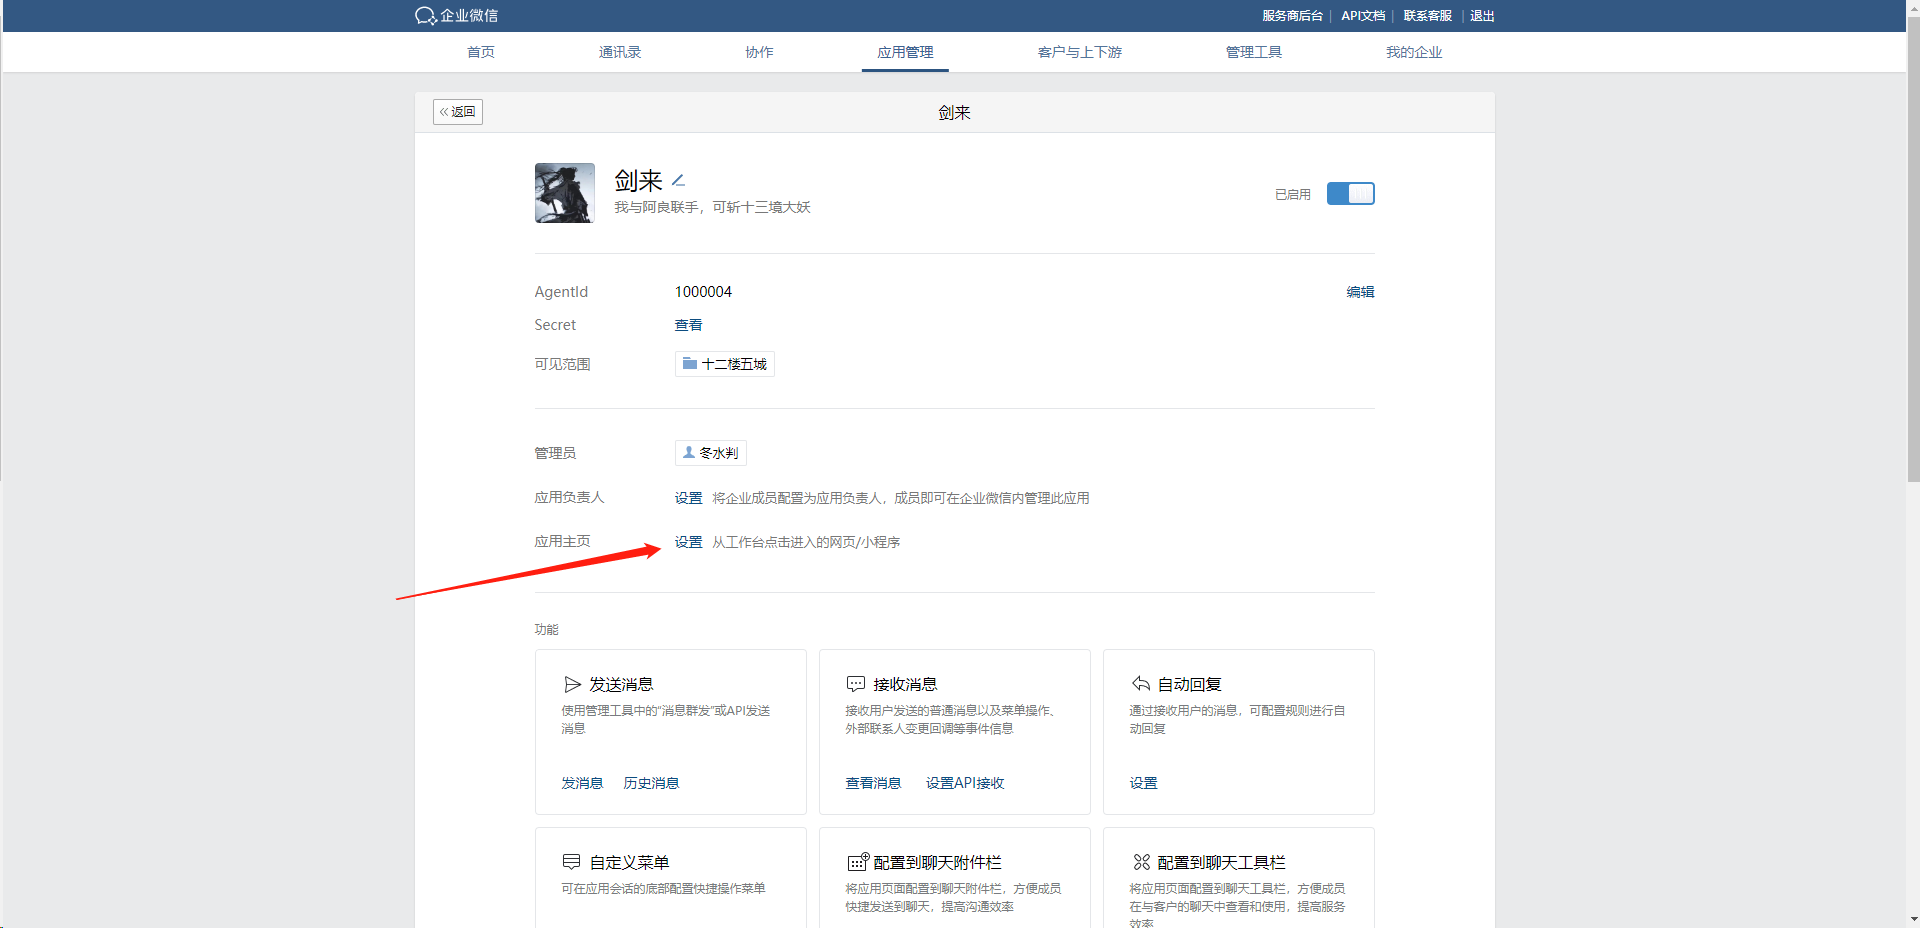 企业微信
服务商后台 | API文档 | 联系客服 | 退出
首页 通讯录 协作 应用管理 客户与上下游 管理工具 我的企业
« 返回 剑来
剑来
我与阿良联手，可斩十三境大妖
已启用
AgentId 1000004 编辑
Secret 查看
可见范围 十二楼五城
管理员 冬水判
应用负责人 设置 将企业成员配置为应用负责人，成员即可在企业微信内管理此应用
应用主页 设置 从工作台点击进入的网页/小程序
功能
发送消息
使用管理工具中的“消息群发”或API发送
消息
发消息 历史消息
接收消息
接收用户发送的普通消息以及菜单操作、
外部联系人变更回调等事件信息
查看消息 设置API接收
自动回复
通过接收用户的消息，可配置规则进行自
动回复
设置
自定义菜单
可在应用会话的底部配置快捷操作菜单
配置到聊天附件栏
将应用页面配置到聊天附件栏，方便成员
快捷发送到聊天，提高沟通效率
配置到聊天工具栏
将应用页面配置到聊天工具栏，方便成员
在与客户的聊天中查看和使用，提高服务
效率